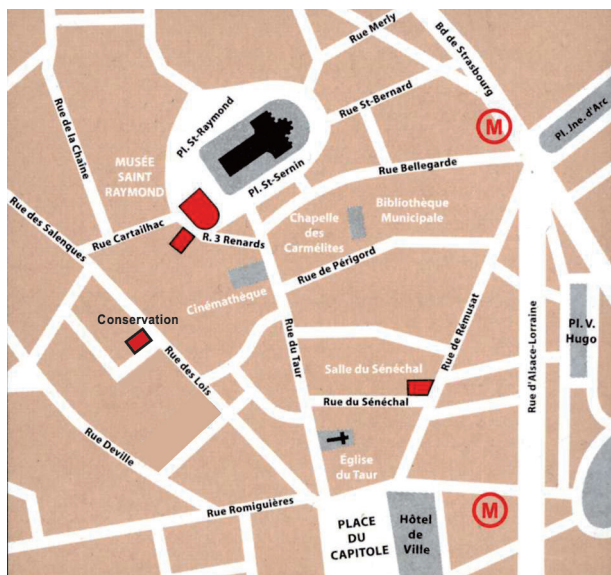 Rue Merly
Bd de Strasbourg
Rue de la Chaîne
Pl. St-Raymond
Rue St-Bernard
M
Pl. Jne. d'Arc
MUSÉE
SAINT
RAYMOND
Pl. St-Sernin
Rue Bellegarde
Rue des Salenques
Rue Cartailhac
R. 3 Renards
Chapelle
des
Carmélites
Bibliothèque
Municipale
Rue de Périgord
Cinémathèque
Conservation
Rue des Lois
Rue du Taur
Rue de Rémusat
Rue d'Alsace-Lorraine
Pl. V.
Hugo
Salle du Sénéchal
Rue du Sénéchal
Rue Deville
Église
du Taur
Rue Romiguières
PLACE
DU
CAPITOLE
Hôtel
de
Ville
M